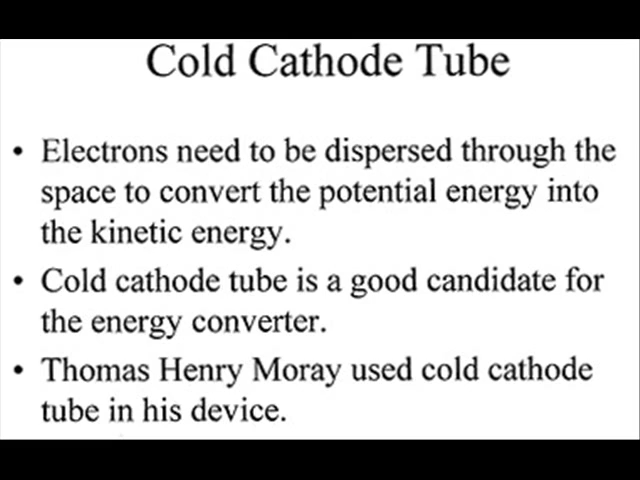 Cold Cathode Tube
• Electrons need to be dispersed through the
space to convert the potential energy into
the kinetic energy.
• Cold cathode tube is a good candidate for
the energy converter.
• Thomas Henry Moray used cold cathode
tube in his device.